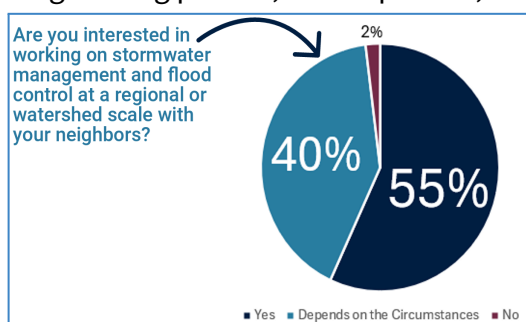 Are you interested in
working on stormwater
management and flood
control at a regional or
watershed scale with
your neighbors?
2%
40%
55%
Yes Depends on the Circumstances No